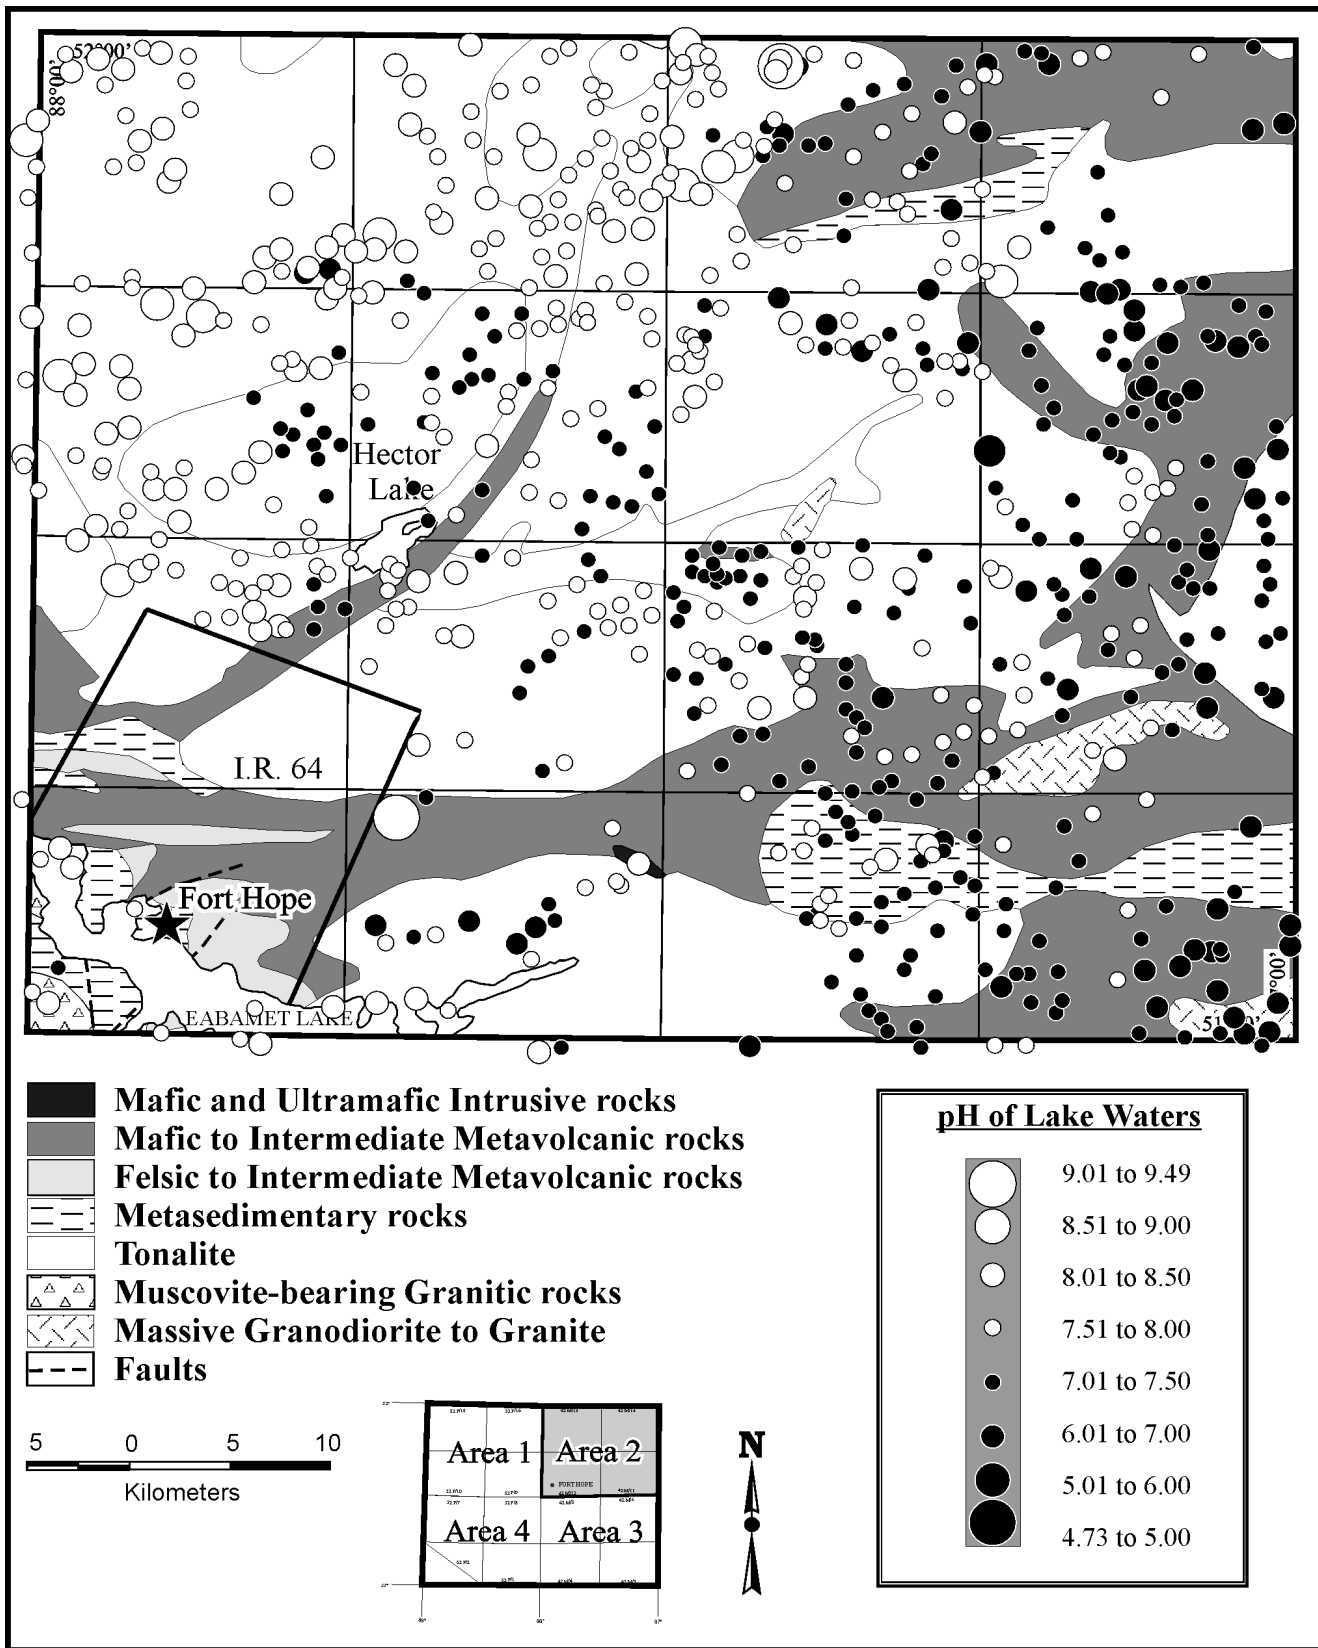 52°00'
88°00'
Hector
Lake
I.R. 64
Fort Hope
EABAMET LAKE
Mafic and Ultramafic Intrusive rocks
Mafic to Intermediate Metavolcanic rocks
Felsic to Intermediate Metavolcanic rocks
Metasedimentary rocks
Tonalite
Muscovite-bearing Granitic rocks
Massive Granodiorite to Granite
Faults
5 0 5 10
Kilometers
Area 1 Area 2
FORT HOPE
Area 4 Area 3
N
pH of Lake Waters
9.01 to 9.49
8.51 to 9.00
8.01 to 8.50
7.51 to 8.00
7.01 to 7.50
6.01 to 7.00
5.01 to 6.00
4.73 to 5.00